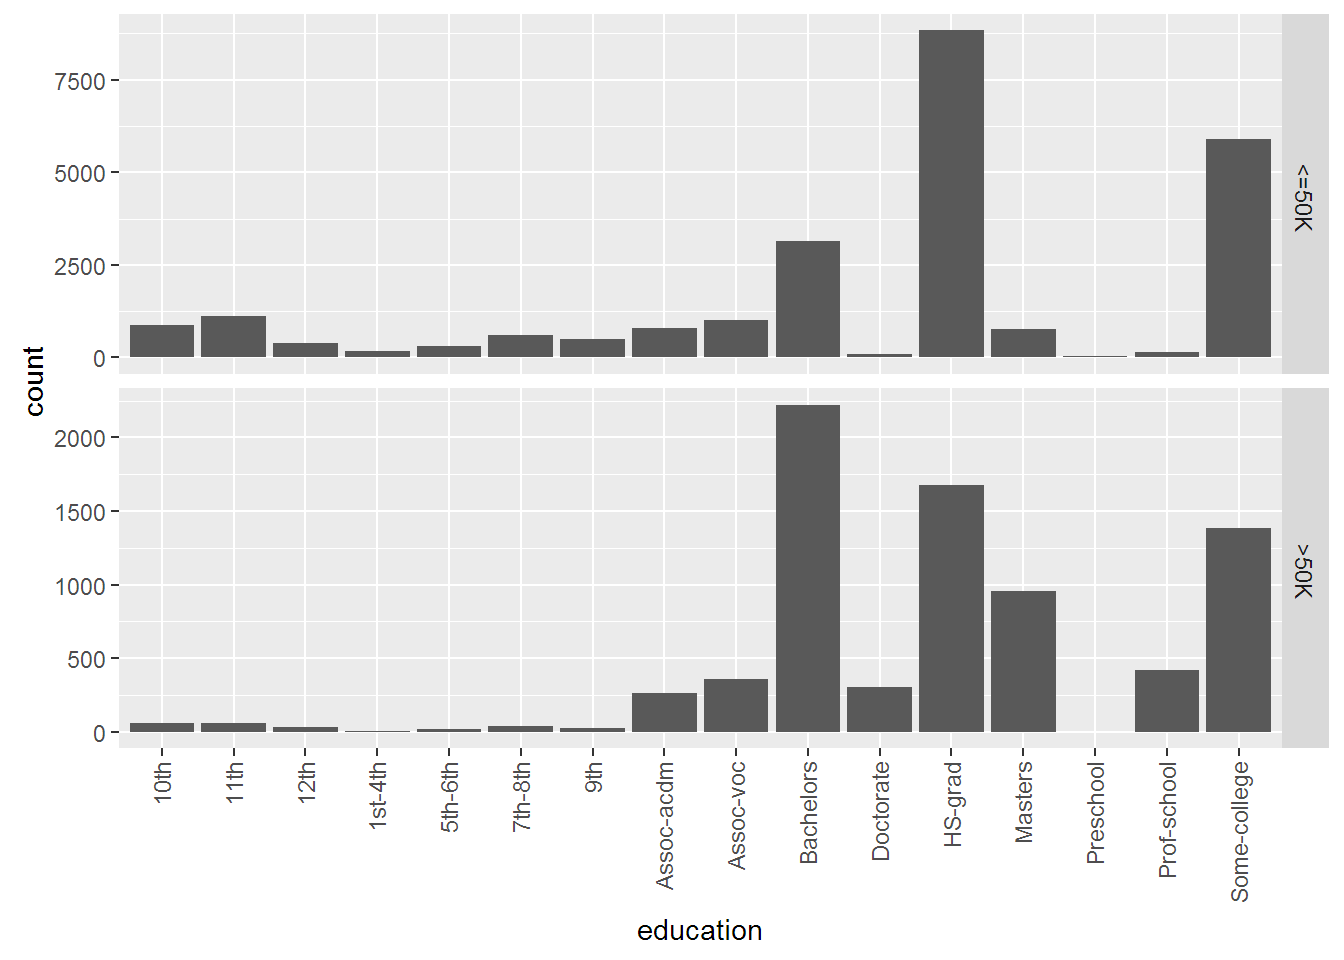 7500
5000
2500
0
<=50K
count
2000
1500
1000
500
0
>50K
10th
11th
12th
1st-4th
5th-6th
7th-8th
9th
Assoc-acdm
Assoc-voc
Bachelors
Doctorate
HS-grad
Masters
Preschool
Prof-school
Some-college
education